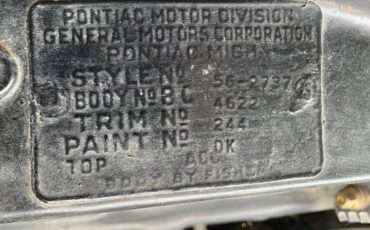 PONTIAC MOTOR DIVISION
GENERAL MOTORS CORPORATION
PONTIAC MICH
STYLE No 56-2737
BODY No BC 4622
TRIM No 244
PAINT No DK
TOP ACC
BODY BY FISHER